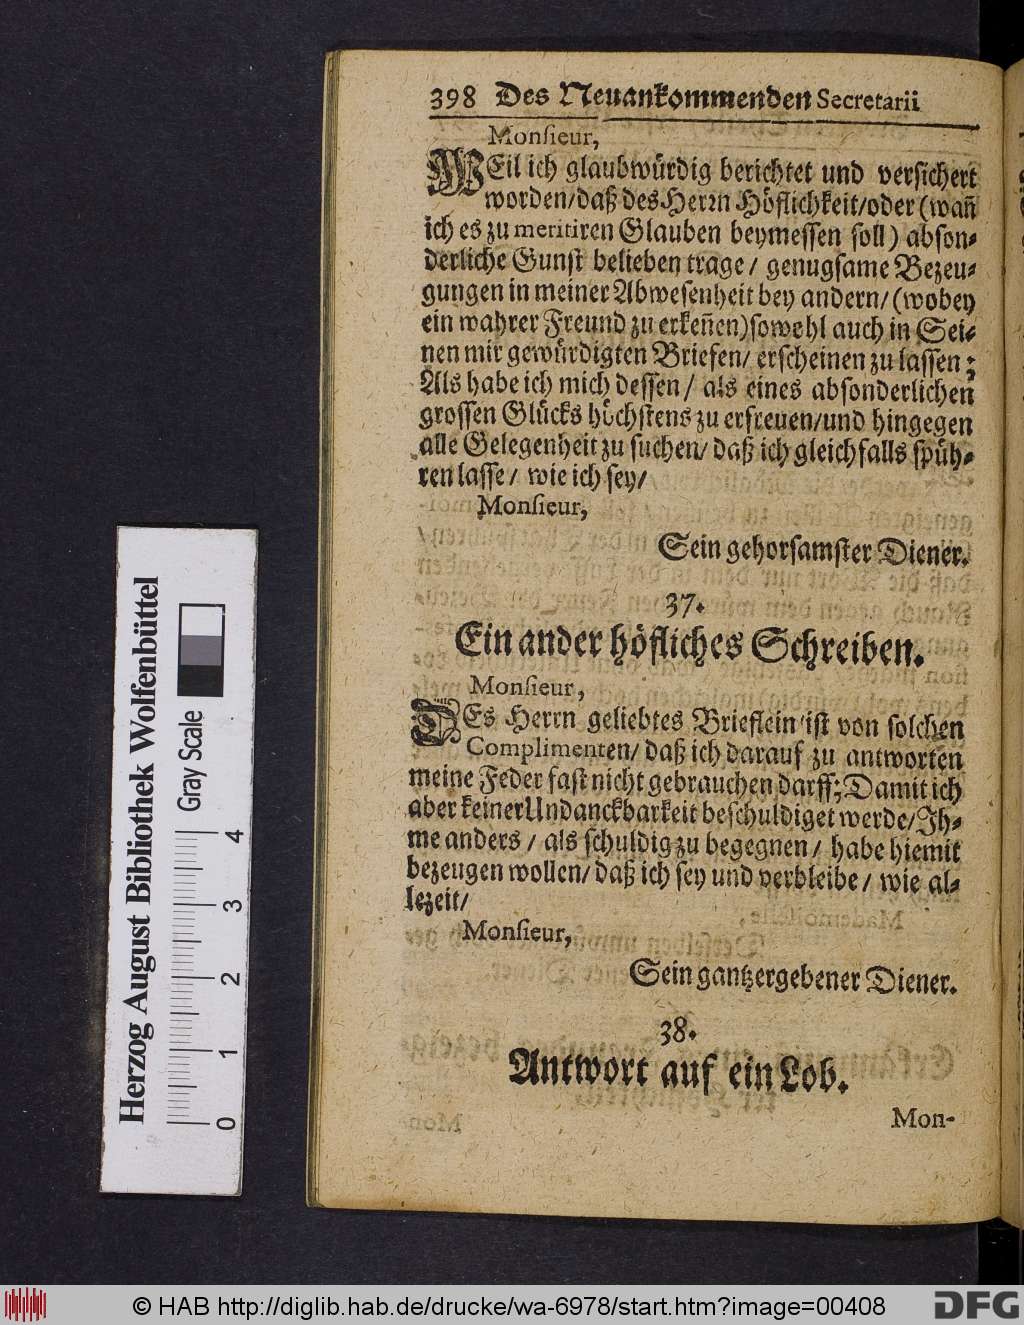 398 Des Neuankommenden Secretarii
Monsieur,
WEil ich glaubwürdig berichtet und versichert
worden/daß des Herrn Höflichkeit/oder (wañ
ich es zu meritiren Glauben beymessen soll) abson-
derliche Gunst belieben trage/ genugsame Bezeu-
gungen in meiner Abwesenheit bey andern/(wobey
ein wahrer Freund zu erkeñen)sowohl auch in Sei-
nen mir gewürdigten Briefen/ erscheinen zu lassen;
Als habe ich mich dessen/ als eines absonderlichen
grossen Glücks höchstens zu erfreuen/und hingegen
alle Gelegenheit zu suchen/ daß ich gleichfalls spüh-
ren lasse/ wie ich sey/
Monsieur,
Sein gehorsamster Diener.
37.
Ein ander höfliches Schreiben.
Monsieur,
DEs Herrn geliebtes Brieflein ist von solchen
Complimenten/ daß ich darauf zu antworten
meine Feder fast nicht gebrauchen darff; Damit ich
aber keiner Undanckbarkeit beschuldiget werde/Ih-
me anders/ als schuldig zu begegnen/ habe hiemit
bezeugen wollen/ daß ich sey und verbleibe/ wie al-
lezeit/
Monsieur,
Sein gantzergebener Diener.
38.
Antwort auf ein Lob.
Mon-
Herzog August Bibliothek Wolfenbüttel
Gray Scale
0 1 2 3 4
© HAB http://diglib.hab.de/drucke/wa-6978/start.htm?image=00408
DFG